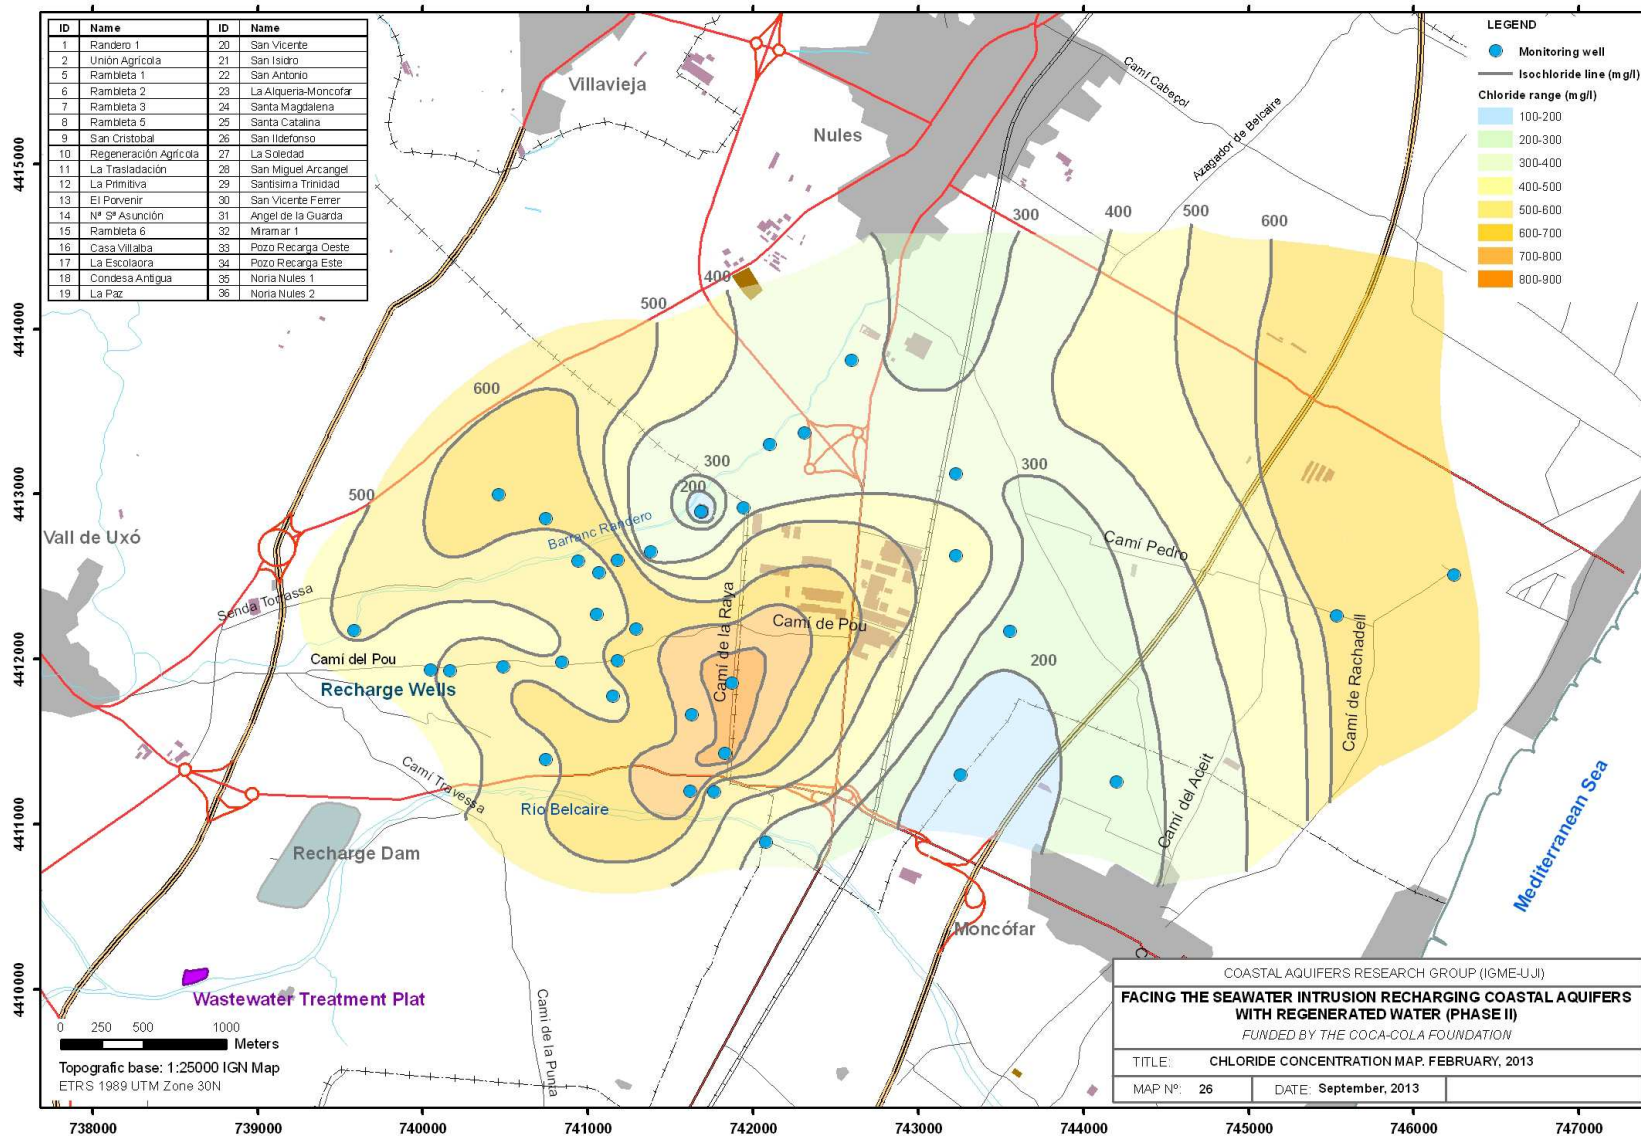 738000 739000 740000 741000 742000 743000 744000 745000 746000 747000
ID Name ID Name
1 Randero 1 20 San Vicente
2 Unión Agrícola 21 San Isidro
5 Rambleta 1 22 San Antonio
6 Rambleta 2 23 La Alqueria-Moncofar
7 Rambleta 3 24 Santa Magdalena
8 Rambleta 5 25 Santa Catalina
9 San Cristobal 26 San Ildefonso
10 Regeneración Agrícola 27 La Soledad
11 La Trasladación 28 San Miguel Arcangel
12 La Primitiva 29 Santisima Trinidad
13 El Porvenir 30 San Vicente Ferrer
14 Nª Sª Asunción 31 Angel de la Guarda
15 Rambleta 6 32 Miramar 1
16 Casa Villalba 33 Pozo Recarga Oeste
17 La Escolaora 34 Pozo Recarga Este
18 Condesa Antigua 35 Noria Nules 1
19 La Paz 36 Noria Nules 2
LEGEND
Monitoring well
Isochloride line (mg/l)
Chloride range (mg/l)
100-200
200-300
300-400
400-500
500-600
600-700
700-800
800-900
4415000
4414000
4413000
4412000
4411000
4410000
Villavieja
Nules
Camí Cabeçol
Azagador de Belcaire
300
400
500
600
400
500
600
500
300
200
300
200
Vall de Uxó
Barranc Randero
Senda Torrassa
Camí Pedro
Camí de la Raya
Camí de Pou
Camí del Pou
Recharge Wells
Camí de Rachadell
Camí Travessa
Río Belcaire
Camí del Aceit
Recharge Dam
Mediterranean Sea
Moncófar
Wastewater Treatment Plat
Cami de la Punta
0 250 500 1000
Meters
Topografic base: 1:25000 IGN Map
ETRS 1989 UTM Zone 30N
COASTAL AQUIFERS RESEARCH GROUP (IGME-UJI)
FACING THE SEAWATER INTRUSION RECHARGING COASTAL AQUIFERS
WITH REGENERATED WATER (PHASE II)
FUNDED BY THE COCA-COLA FOUNDATION
TITLE: CHLORIDE CONCENTRATION MAP. FEBRUARY, 2013
MAP Nº: 26 DATE: September, 2013
738000 739000 740000 741000 742000 743000 744000 745000 746000 747000